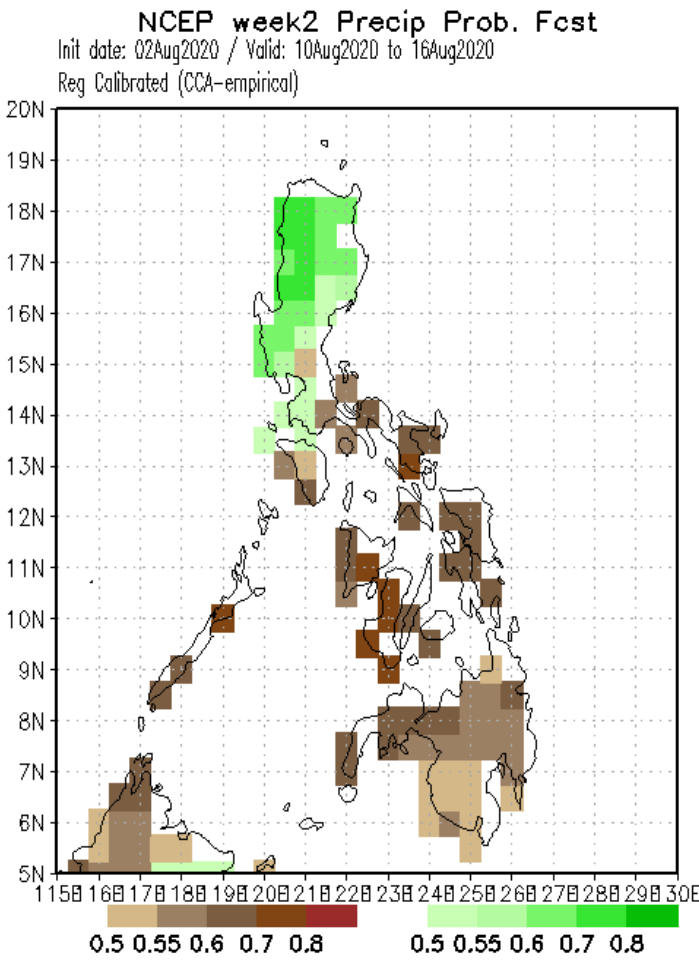 NCEP week2 Precip Prob. Fcst
Init date: 02Aug2020 / Valid: 10Aug2020 to 16Aug2020
Reg Calibrated (CCA-empirical)
20N
19N
18N
17N
16N
15N
14N
13N
12N
11N
10N
9N
8N
7N
6N
5N
115E 116E 117E 118E 119E 120E 121E 122E 123E 124E 125E 126E 127E 128E 129E 130E
0.5 0.55 0.6 0.7 0.8 0.5 0.55 0.6 0.7 0.8